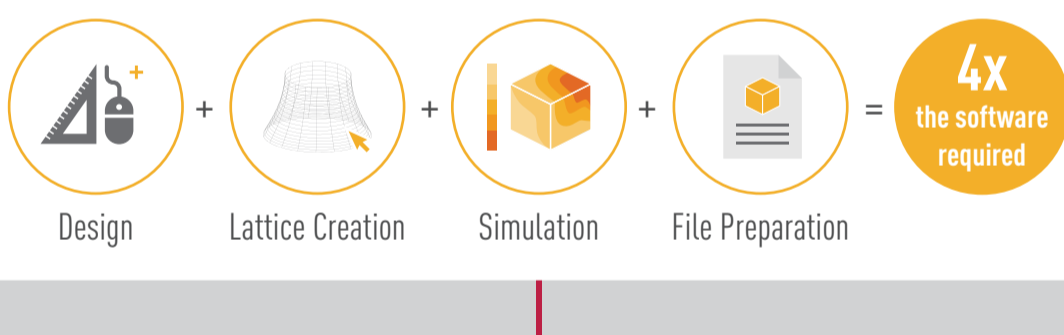 + + + =
4x
the software
required
Design
Lattice Creation
Simulation
File Preparation